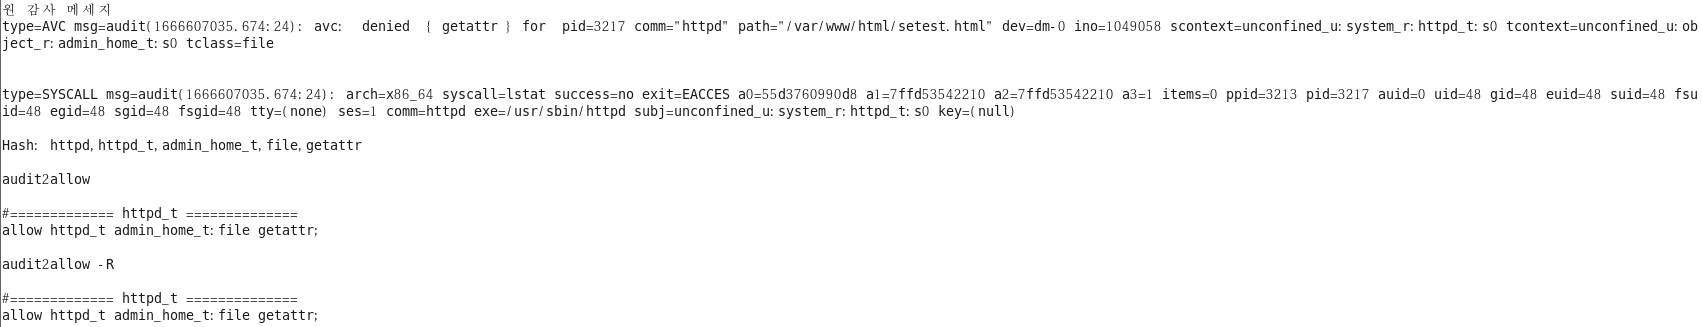 원 감사 메세지
type=AVC msg=audit(1666607035.674:24): avc:  denied  { getattr } for  pid=3217 comm="httpd" path="/var/www/html/setest.html" dev=dm-0 ino=1049058 scontext=unconfined_u:system_r:httpd_t:s0 tcontext=unconfined_u:ob
ject_r:admin_home_t:s0 tclass=file
type=SYSCALL msg=audit(1666607035.674:24): arch=x86_64 syscall=lstat success=no exit=EACCES a0=55d3760990d8 a1=7ffd53542210 a2=7ffd53542210 a3=1 items=0 ppid=3213 pid=3217 auid=0 uid=48 gid=48 euid=48 suid=48 fsu
id=48 egid=48 sgid=48 fsgid=48 tty=(none) ses=1 comm=httpd exe=/usr/sbin/httpd subj=unconfined_u:system_r:httpd_t:s0 key=(null)
Hash: httpd,httpd_t,admin_home_t,file,getattr
audit2allow
#============= httpd_t ==============
allow httpd_t admin_home_t:file getattr;
audit2allow -R
#============= httpd_t ==============
allow httpd_t admin_home_t:file getattr;